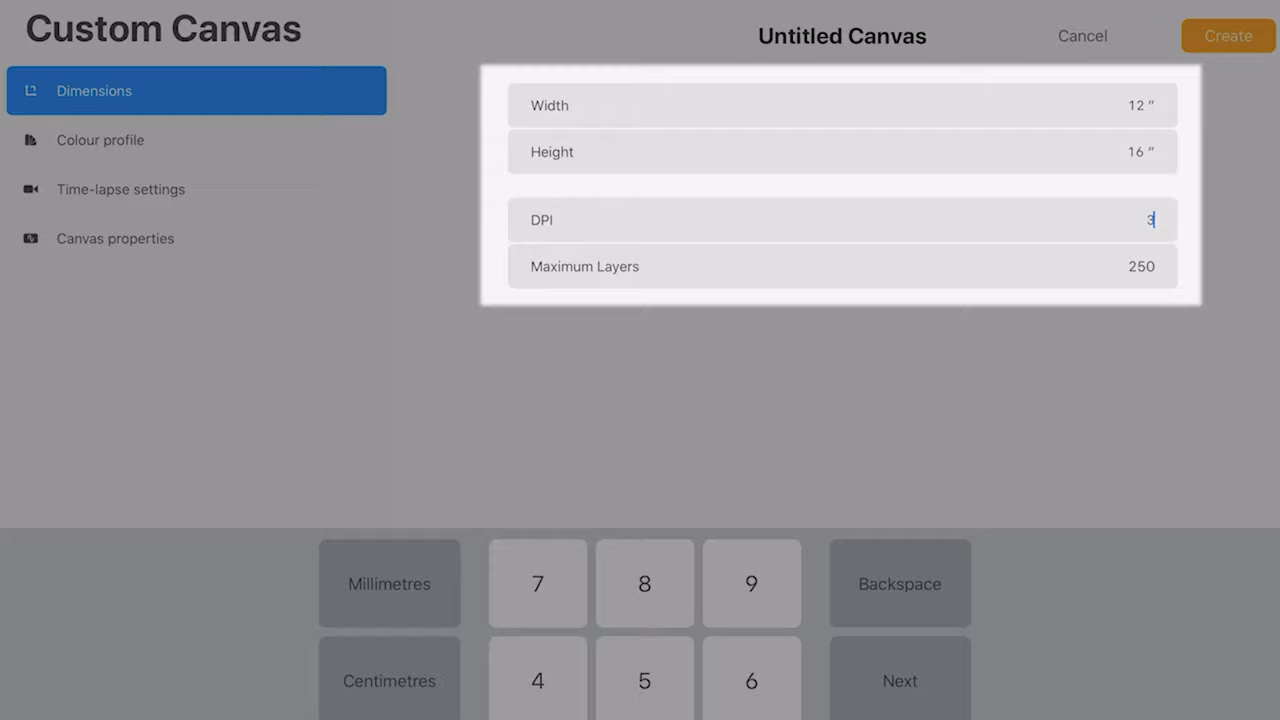 Custom Canvas
Untitled Canvas
Cancel
Create
Dimensions
Colour profile
Time-lapse settings
Canvas properties
Width 12 ″
Height 16 ″
DPI 3
Maximum Layers 250
Millimetres 7 8 9 Backspace
Centimetres 4 5 6 Next